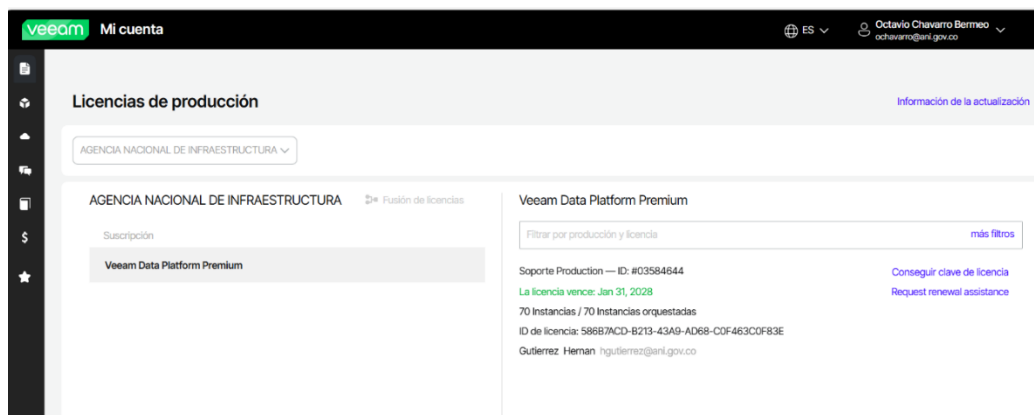 veeam Mi cuenta
ES
Octavio Chavarro Bermeo
ochavarro@ani.gov.co
Licencias de producción
Información de la actualización
AGENCIA NACIONAL DE INFRAESTRUCTURA
AGENCIA NACIONAL DE INFRAESTRUCTURA
Fusión de licencias
Suscripción
Veeam Data Platform Premium
Veeam Data Platform Premium
Filtrar por producción y licencia
más filtros
Soporte Production — ID: #03584644
Conseguir clave de licencia
La licencia vence: Jan 31, 2028
Request renewal assistance
70 Instancias / 70 Instancias orquestadas
ID de licencia: 586B7ACD-B213-43A9-AD68-C0F463C0F83E
Gutierrez Hernan hgutierrez@ani.gov.co